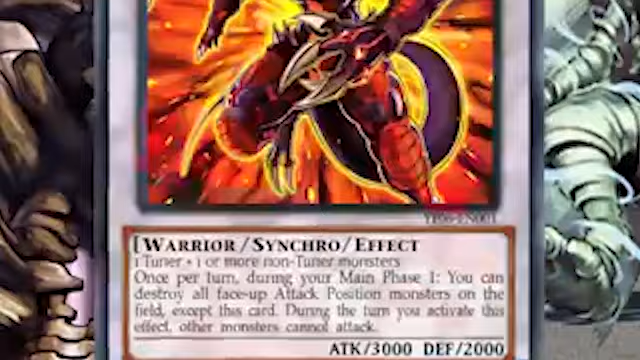 YF06-EN001
[WARRIOR/SYNCHRO/EFFECT
1 Tuner + 1 or more non-Tuner monsters
Once per turn, during your Main Phase 1: You can
destroy all face-up Attack Position monsters on the
field, except this card. During the turn you activate this
effect, other monsters cannot attack.
ATK/3000 DEF/2000